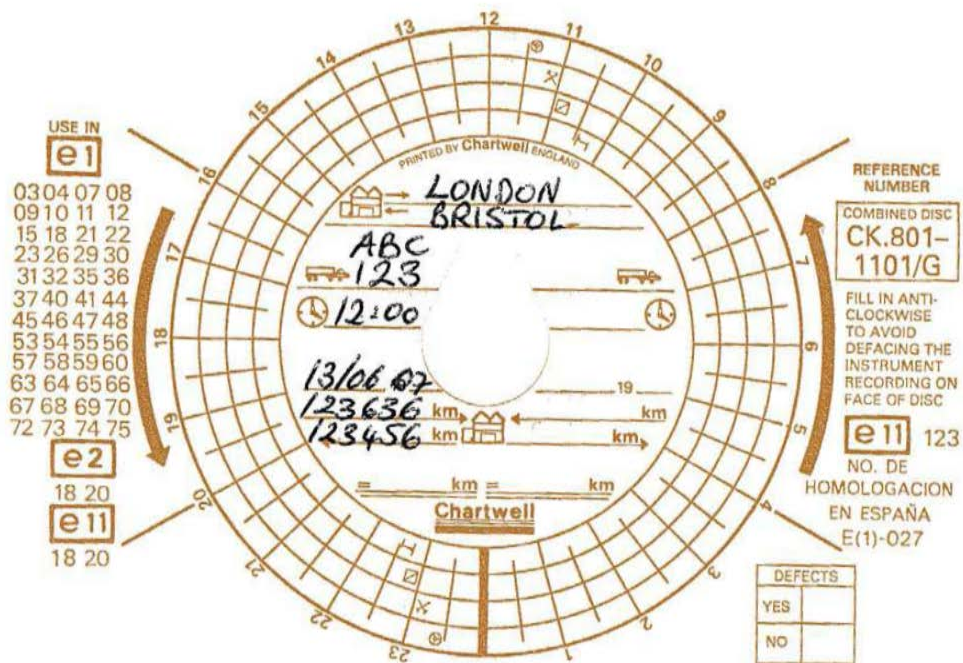 12
13
11
14
10
15
9
16
8
17
7
18
6
19
5
20
4
21
3
22
2
23
1
PRINTED BY Chartwell ENGLAND
LONDON
BRISTOL
ABC
123
12:00
13/06 07 19
123636 km km
123456 km km
= km = km
Chartwell
USE IN
e1
03 04 07 08
09 10 11 12
15 18 21 22
23 26 29 30
31 32 35 36
37 40 41 44
45 46 47 48
53 54 55 56
57 58 59 60
63 64 65 66
67 68 69 70
72 73 74 75
e2
18 20
e11
18 20
REFERENCE
NUMBER
COMBINED DISC
CK.801–
1101/G
FILL IN ANTI-
CLOCKWISE
TO AVOID
DEFACING THE
INSTRUMENT
RECORDING ON
FACE OF DISC
e11 123
NO. DE
HOMOLOGACION
EN ESPAÑA
E(1)-027
DEFECTS
YES
NO